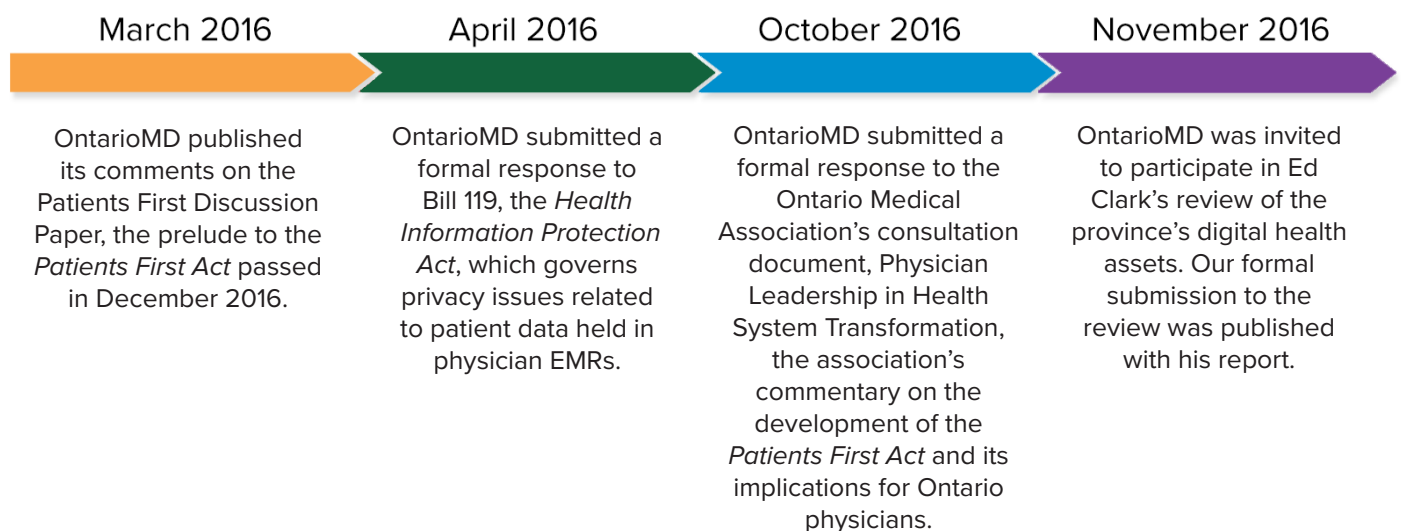 March 2016
OntarioMD published
its comments on the
Patients First Discussion
Paper, the prelude to the
Patients First Act passed
in December 2016.
April 2016
OntarioMD submitted a
formal response to
Bill 119, the Health
Information Protection
Act, which governs
privacy issues related
to patient data held in
physician EMRs.
October 2016
OntarioMD submitted a
formal response to the
Ontario Medical
Association’s consultation
document, Physician
Leadership in Health
System Transformation,
the association’s
commentary on the
development of the
Patients First Act and its
implications for Ontario
physicians.
November 2016
OntarioMD was invited
to participate in Ed
Clark’s review of the
province’s digital health
assets. Our formal
submission to the
review was published
with his report.